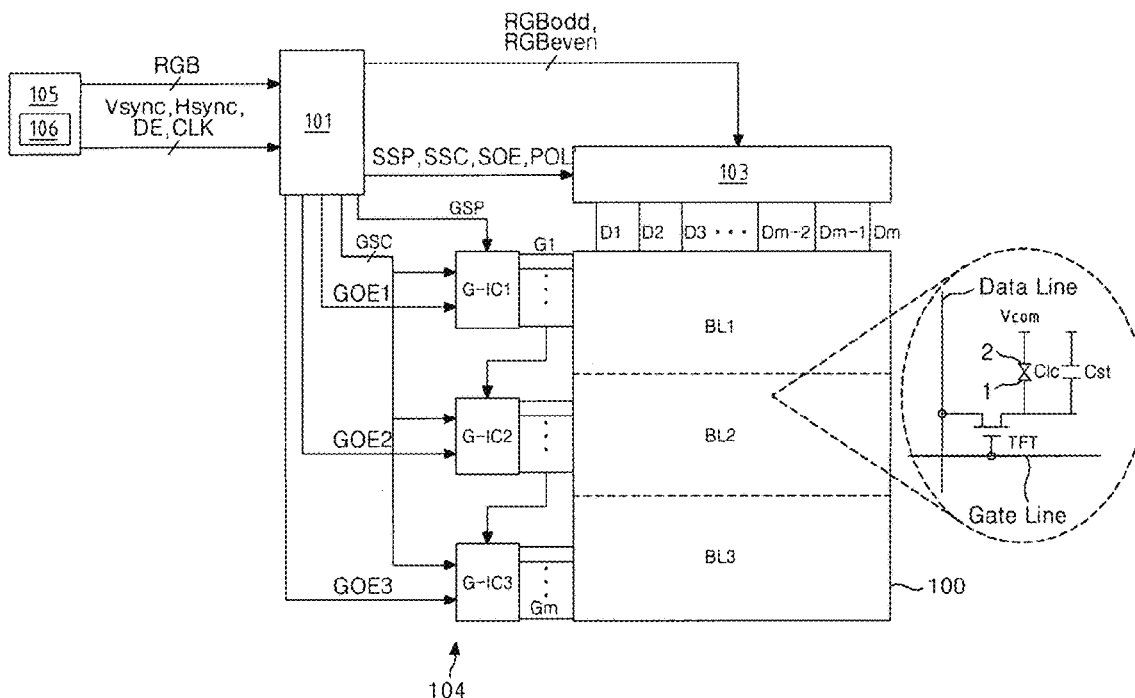 RGBodd,
RGBeven
RGB
105
106
Vsync,Hsync,
DE,CLK
101
SSP,SSC,SOE,POL
103
GSP
GSC
D1 D2 D3 • • • Dm-2 Dm-1 Dm
G1
G-IC1
GOE1
BL1
Data Line
Vcom
2
1
Clc
Cst
TFT
Gate Line
G-IC2
GOE2
BL2
G-IC3
GOE3
BL3
Gm
100
104